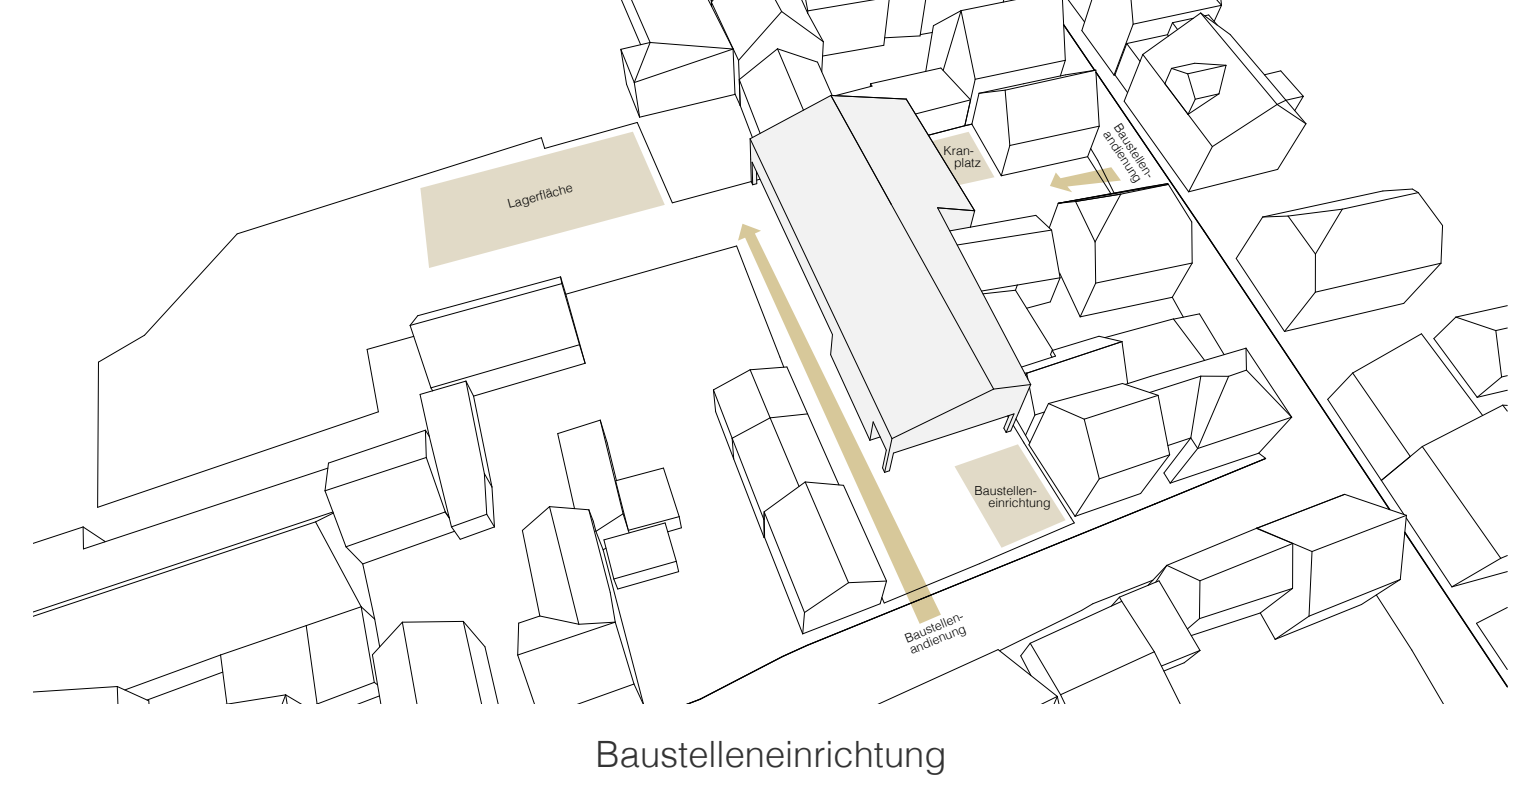 Baustellen-
andienung
Kran-
platz
Lagerfläche
Baustellen-
einrichtung
Baustellen-
andienung
Baustelleneinrichtung